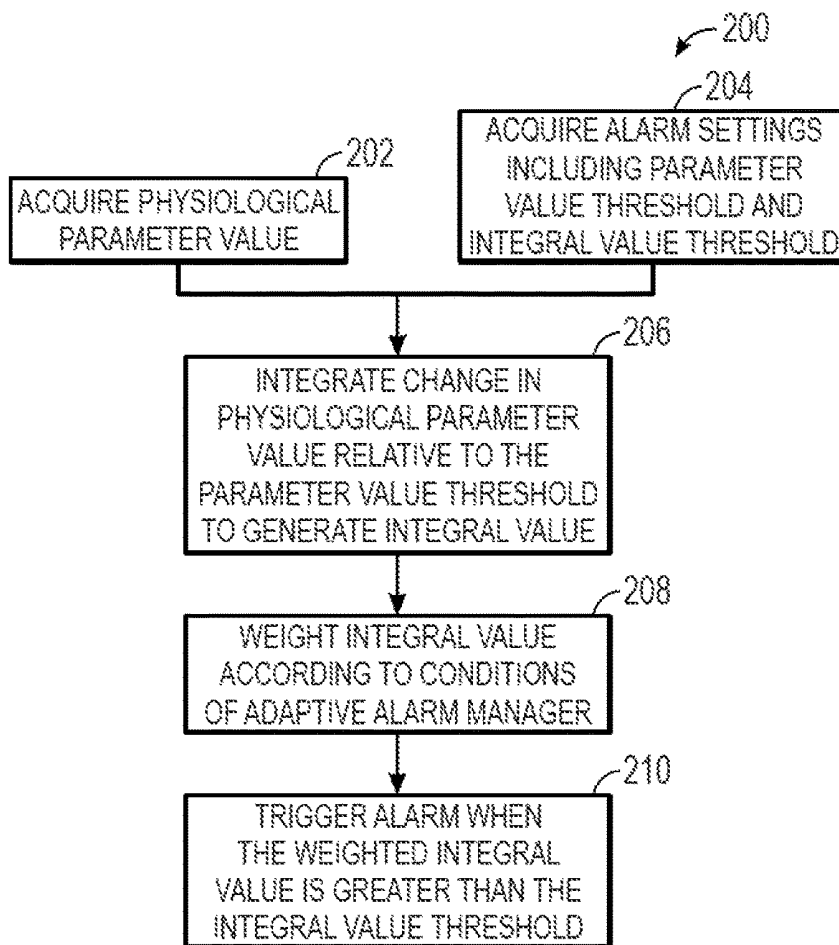 200
202
ACQUIRE PHYSIOLOGICAL
PARAMETER VALUE
204
ACQUIRE ALARM SETTINGS
INCLUDING PARAMETER
VALUE THRESHOLD AND
INTEGRAL VALUE THRESHOLD
206
INTEGRATE CHANGE IN
PHYSIOLOGICAL PARAMETER
VALUE RELATIVE TO THE
PARAMETER VALUE THRESHOLD
TO GENERATE INTEGRAL VALUE
208
WEIGHT INTEGRAL VALUE
ACCORDING TO CONDITIONS
OF ADAPTIVE ALARM MANAGER
210
TRIGGER ALARM WHEN
THE WEIGHTED INTEGRAL
VALUE IS GREATER THAN THE
INTEGRAL VALUE THRESHOLD